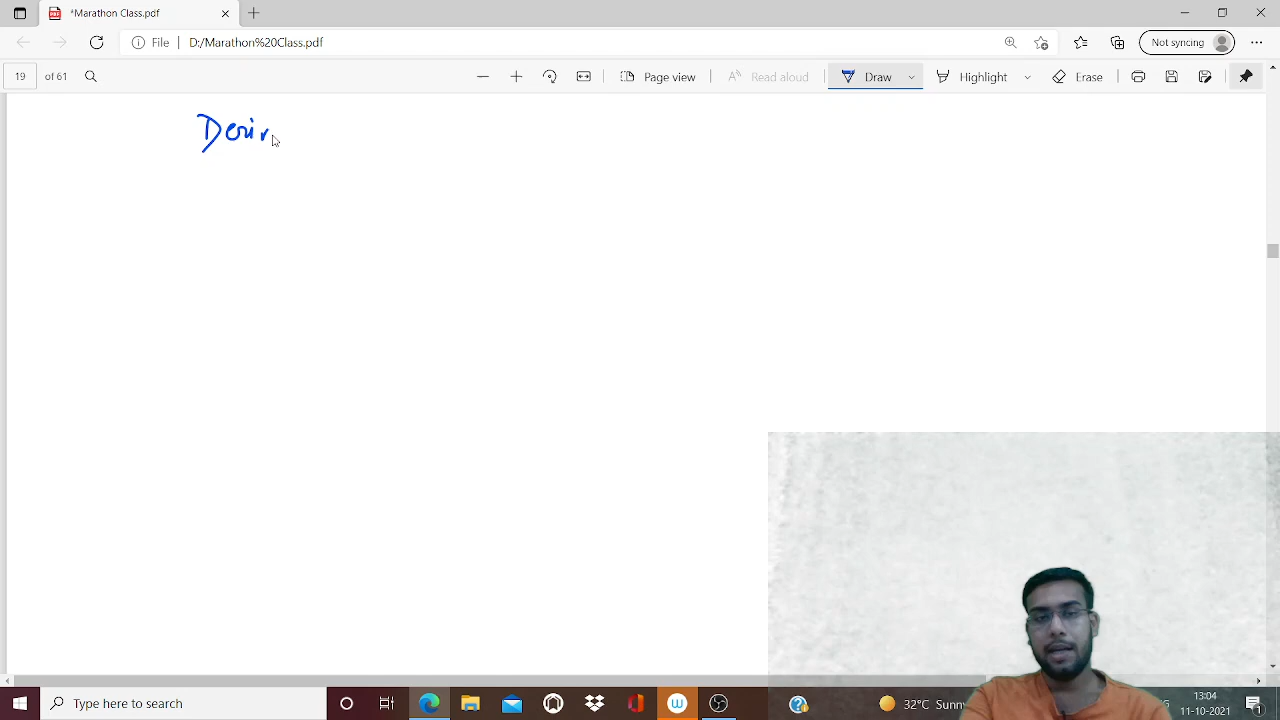 *Marathon Class.pdf
File D:/Marathon%20Class.pdf Not syncing
19 of 61 Page view Read aloud Draw Highlight Erase
Deriv
Type here to search
32°C Sunny
13:04
11-10-2021